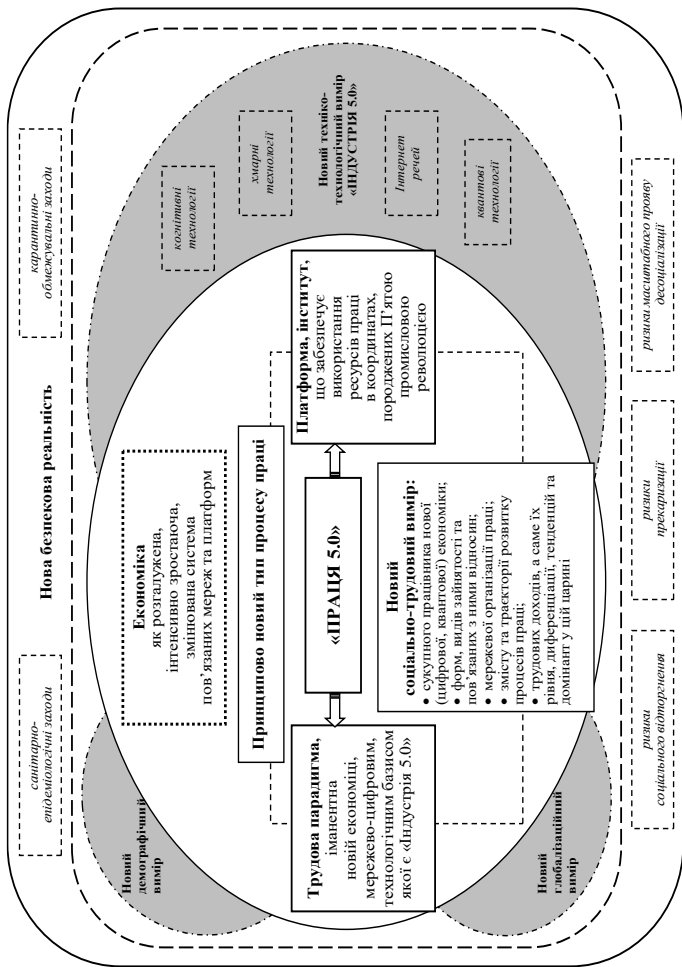 Нова безпекова реальність
санітарно-
епідеміологічні заходи
карантинно-
обмежувальні заходи
Новий
демографічний
вимір
Економіка
як розгалужена,
інтенсивно зростаюча,
змінювана система
пов’язаних мереж та платформ
когнітивні
технології
хмарні
технології
Новий техніко-
технологічний вимір
«ІНДУСТРІЯ 5.0»
Інтернет
речей
квантові
технології
Принципово новий тип процесу праці
Трудова парадигма,
іманентна
новій економіці,
мережево-цифровим,
технологічним базисом
якої є «Індустрія 5.0»
«ПРАЦЯ 5.0»
Платформа, інститут,
що забезпечує
використання
ресурсів праці
в координатах,
породжених П’ятою
промисловою
революцією
Новий
соціально-трудовий вимір:
• сукупного працівника нової
(цифрової, квантової) економіки;
• форм, видів зайнятості та
пов’язаних з ними відносин;
• мережевої організації праці;
• змісту та траєкторії розвитку
процесів праці;
• трудових доходів, а саме їх
рівня, диференціації, тенденцій та
домінант у цій царині
Новий
глобалізаційний
вимір
ризики
соціального відторгнення
ризики
прекаризації
ризики масштабного прояву
десоціалізації